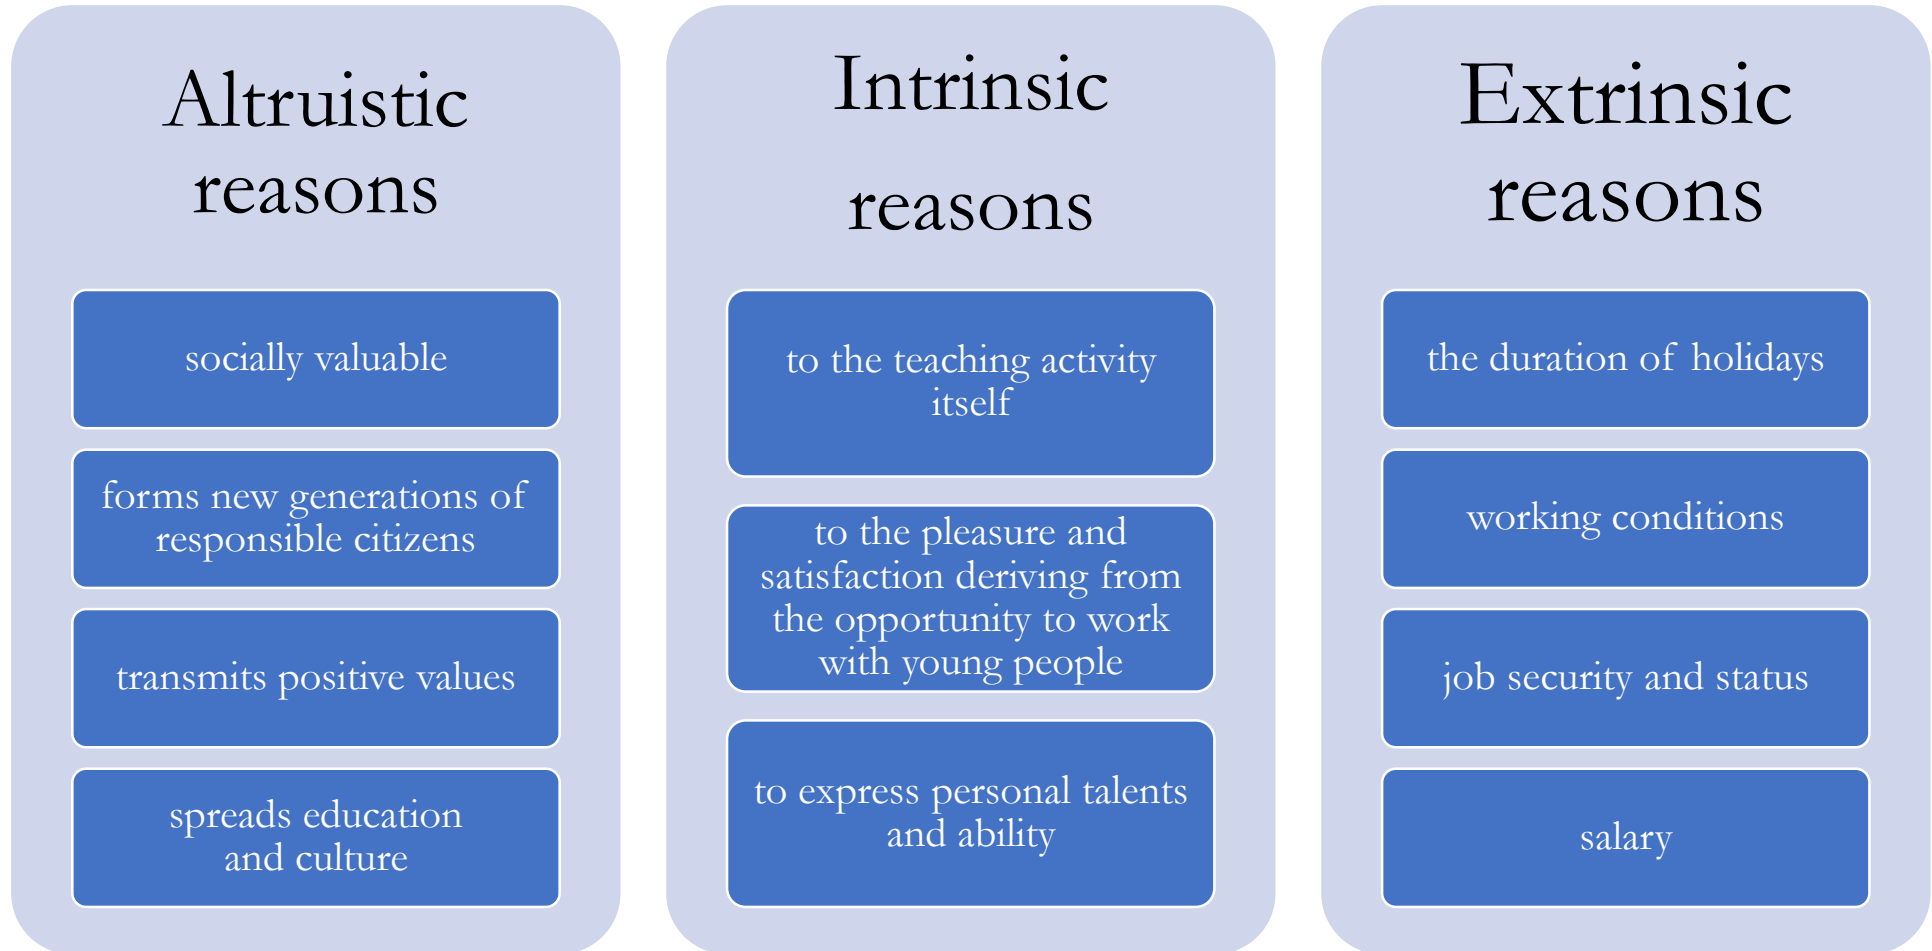 Altruistic
reasons
socially valuable
forms new generations of
responsible citizens
transmits positive values
spreads education
and culture
Intrinsic
reasons
to the teaching activity
itself
to the pleasure and
satisfaction deriving from
the opportunity to work
with young people
to express personal talents
and ability
Extrinsic
reasons
the duration of holidays
working conditions
job security and status
salary